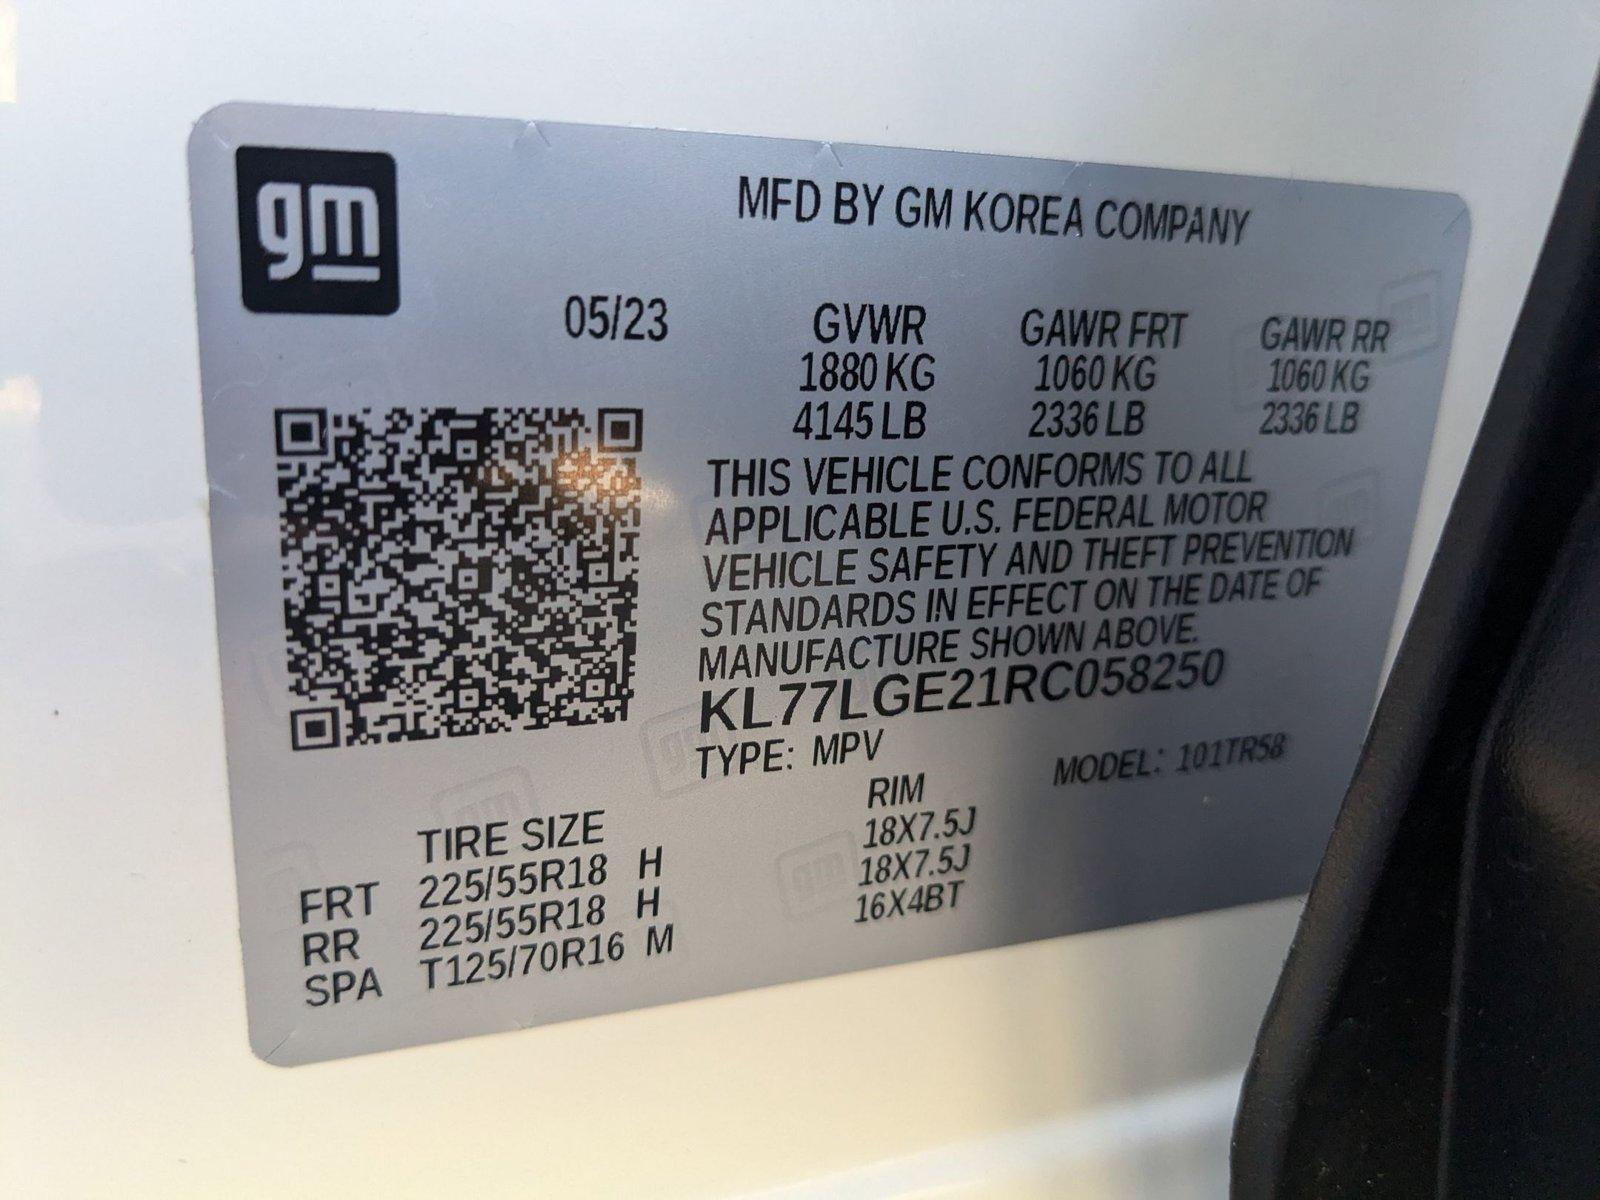 gm
MFD BY GM KOREA COMPANY
05/23
GVWR GAWR FRT GAWR RR
1880 KG 1060 KG 1060 KG
4145 LB 2336 LB 2336 LB
THIS VEHICLE CONFORMS TO ALL
APPLICABLE U.S. FEDERAL MOTOR
VEHICLE SAFETY AND THEFT PREVENTION
STANDARDS IN EFFECT ON THE DATE OF
MANUFACTURE SHOWN ABOVE.
KL77LGE21RC058250
TYPE: MPV MODEL: 101TR58
TIRE SIZE RIM
FRT 225/55R18 H 18X7.5J
RR 225/55R18 H 18X7.5J
SPA T125/70R16 M 16X4BT